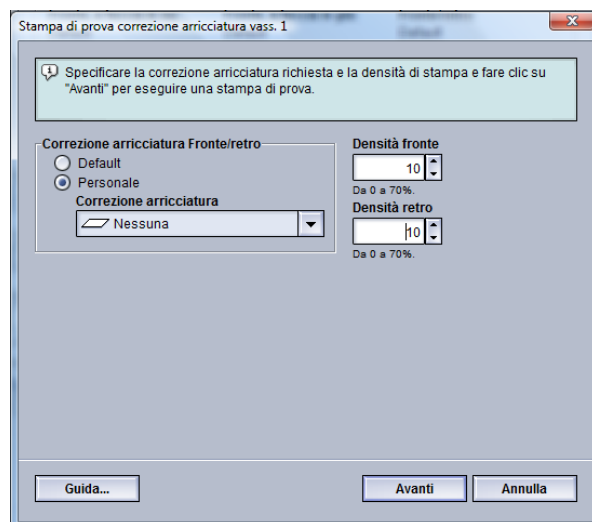 Stampa di prova correzione arricciatura vass. 1
Specificare la correzione arricciatura richiesta e la densità di stampa e fare clic su
"Avanti" per eseguire una stampa di prova.
Correzione arricciatura Fronte/retro
Default
Personale
Correzione arricciatura
Nessuna
Densità fronte
10
Da 0 a 70%.
Densità retro
10
Da 0 a 70%.
Guida...
Avanti
Annulla